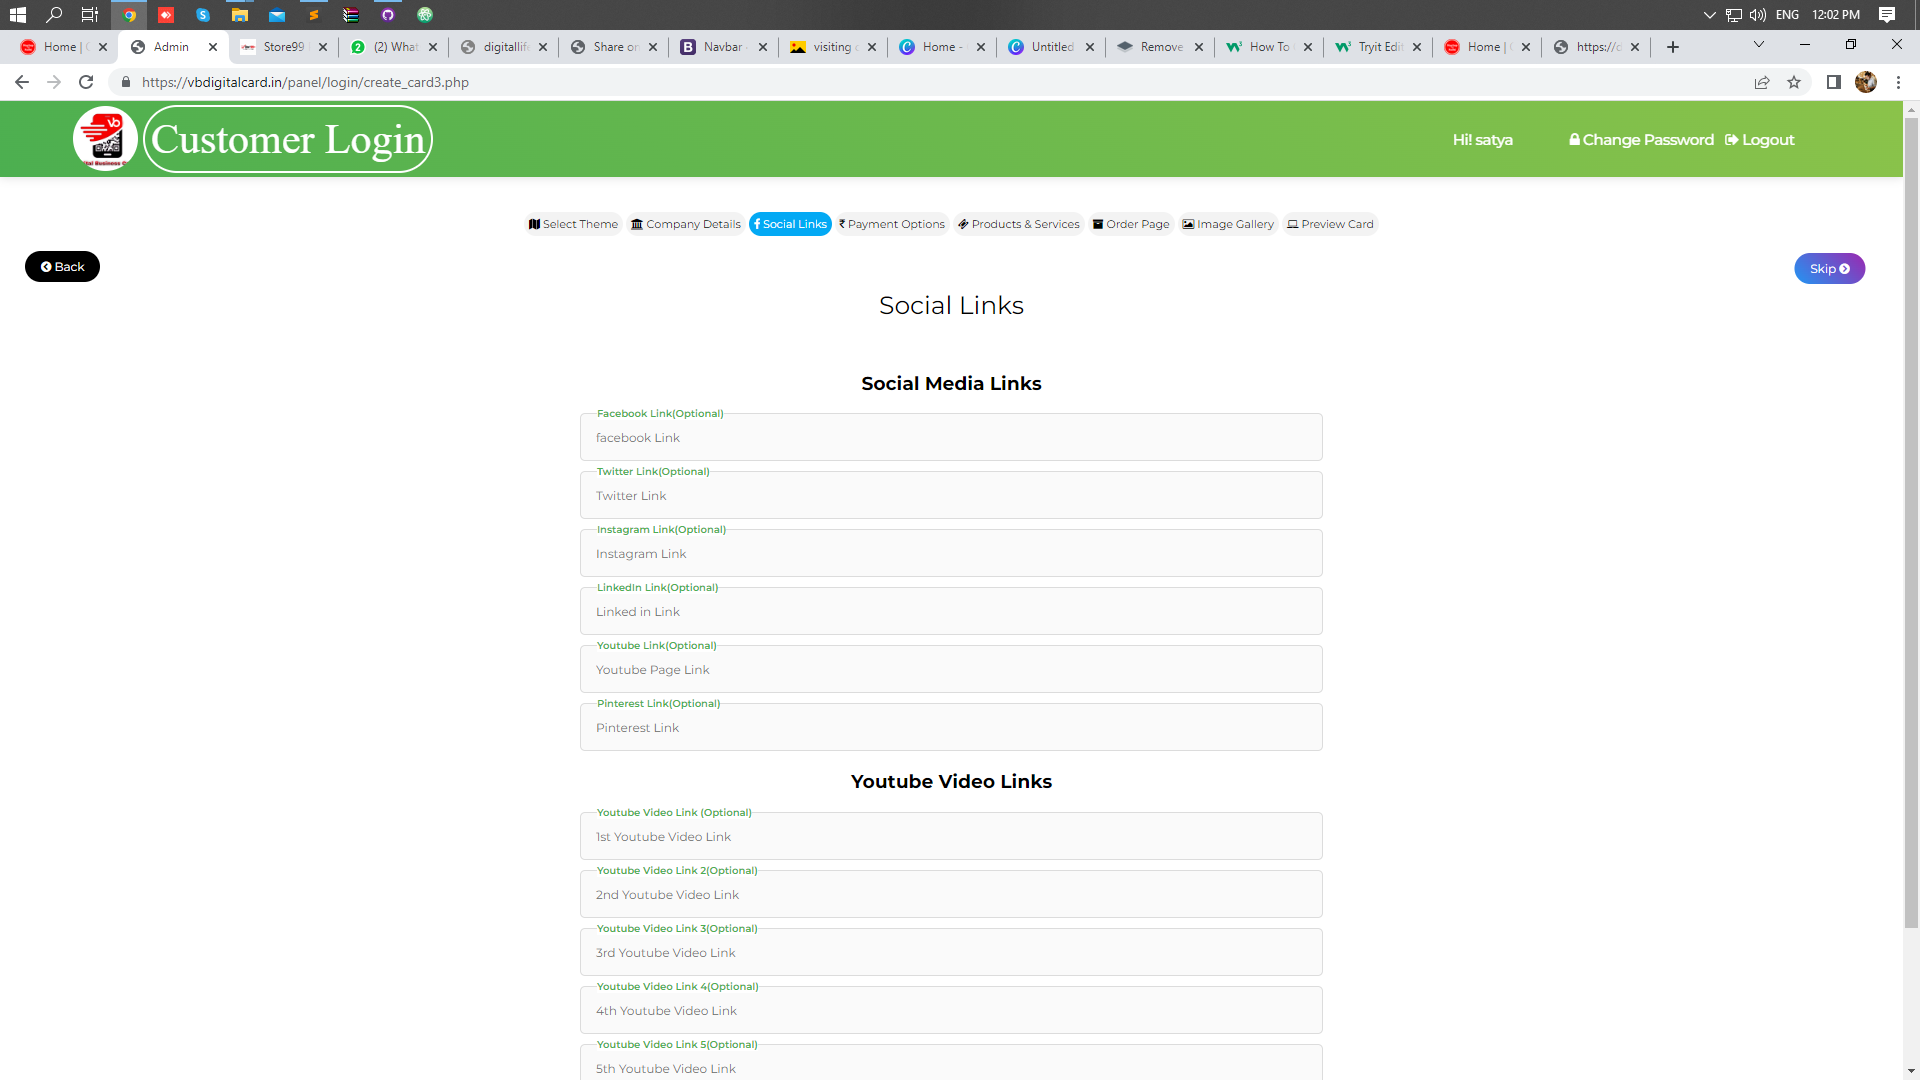 ENG 12:02 PM
Home | Admin Store99 (2) What digitallife Share on Navbar visiting Home - Untitled Remove How To Tryit Edit Home | https://d
https://vbdigitalcard.in/panel/login/create_card3.php
Customer Login Hi! satya Change Password Logout
Select Theme Company Details Social Links Payment Options Products & Services Order Page Image Gallery Preview Card
Back Skip
Social Links
Social Media Links
Facebook Link(Optional)
facebook Link
Twitter Link(Optional)
Twitter Link
Instagram Link(Optional)
Instagram Link
LinkedIn Link(Optional)
Linked in Link
Youtube Link(Optional)
Youtube Page Link
Pinterest Link(Optional)
Pinterest Link
Youtube Video Links
Youtube Video Link (Optional)
1st Youtube Video Link
Youtube Video Link 2(Optional)
2nd Youtube Video Link
Youtube Video Link 3(Optional)
3rd Youtube Video Link
Youtube Video Link 4(Optional)
4th Youtube Video Link
Youtube Video Link 5(Optional)
5th Youtube Video Link